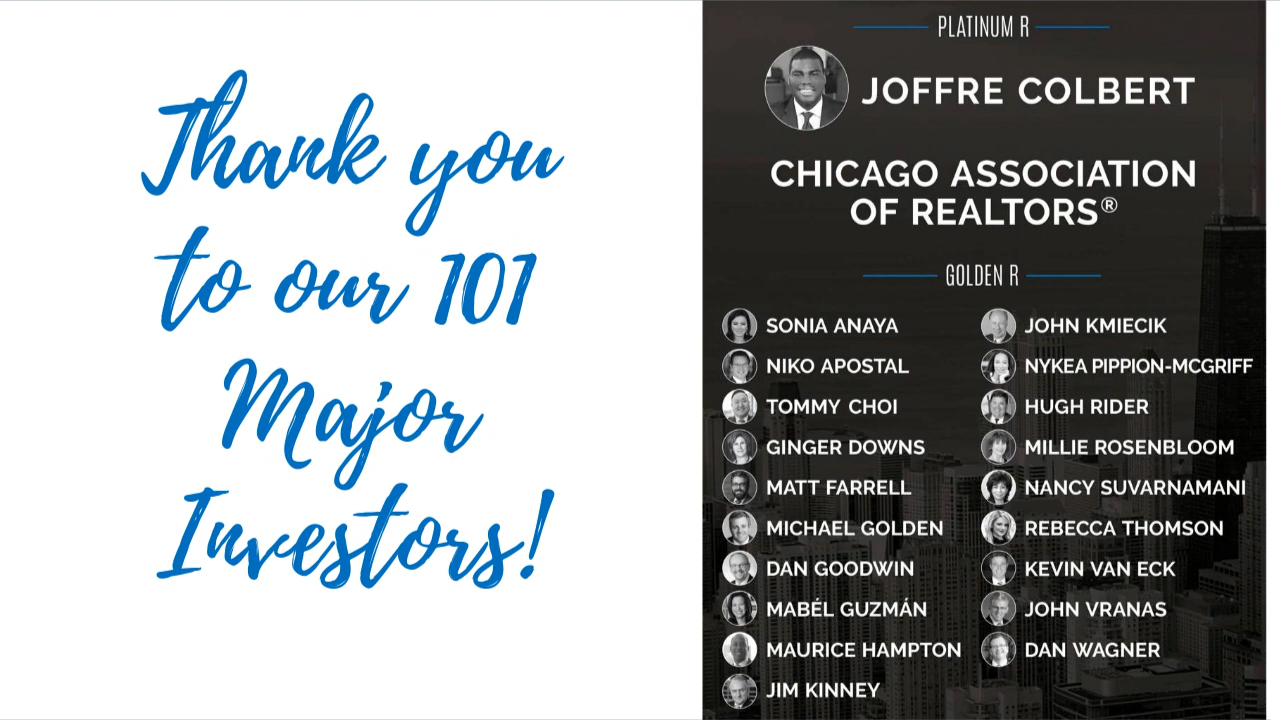 Thank you
to our 101
Major
Investors!
PLATINUM R
JOFFRE COLBERT
CHICAGO ASSOCIATION
OF REALTORS®
GOLDEN R
SONIA ANAYA
NIKO APOSTAL
TOMMY CHOI
GINGER DOWNS
MATT FARRELL
MICHAEL GOLDEN
DAN GOODWIN
MABÉL GUZMÁN
MAURICE HAMPTON
JIM KINNEY
JOHN KMIECIK
NYKEA PIPPION-MCGRIFF
HUGH RIDER
MILLIE ROSENBLOOM
NANCY SUVARNAMANI
REBECCA THOMSON
KEVIN VAN ECK
JOHN VRANAS
DAN WAGNER